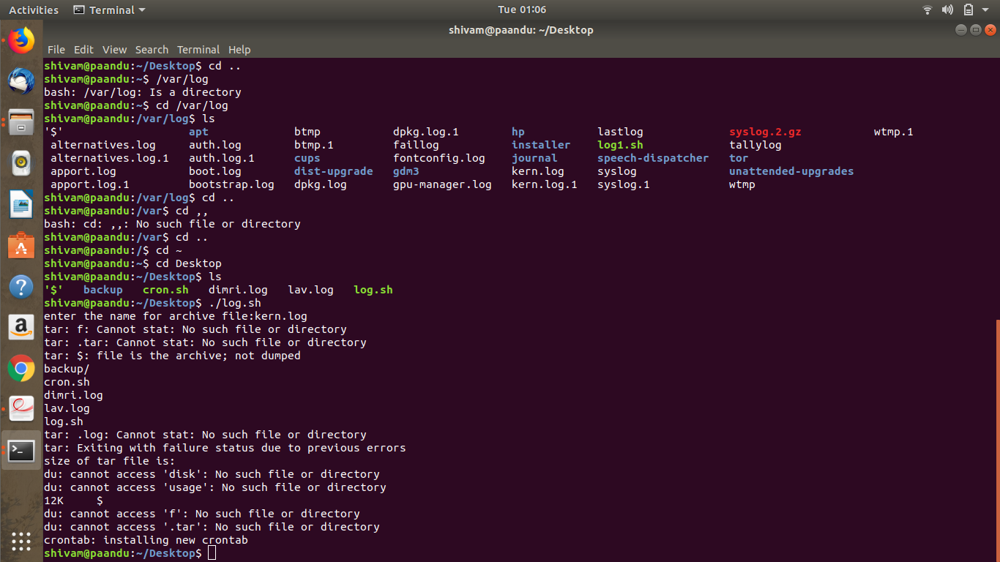 Activities Terminal Tue 01:06
shivam@paandu: ~/Desktop
File Edit View Search Terminal Help
shivam@paandu:~/Desktop$ cd ..
shivam@paandu:~$ /var/log
bash: /var/log: Is a directory
shivam@paandu:~$ cd /var/log
shivam@paandu:/var/log$ ls
'$' apt btmp dpkg.log.1 hp lastlog syslog.2.gz wtmp.1
alternatives.log auth.log btmp.1 faillog installer log1.sh tallylog
alternatives.log.1 auth.log.1 cups fontconfig.log journal speech-dispatcher tor
apport.log boot.log dist-upgrade gdm3 kern.log syslog unattended-upgrades
apport.log.1 bootstrap.log dpkg.log gpu-manager.log kern.log.1 syslog.1 wtmp
shivam@paandu:/var/log$ cd ..
shivam@paandu:/var$ cd ,,
bash: cd: ,,: No such file or directory
shivam@paandu:/var$ cd ..
shivam@paandu:/$ cd ~
shivam@paandu:~$ cd Desktop
shivam@paandu:~/Desktop$ ls
'$' backup cron.sh dimri.log lav.log log.sh
shivam@paandu:~/Desktop$ ./log.sh
enter the name for archive file:kern.log
tar: f: Cannot stat: No such file or directory
tar: .tar: Cannot stat: No such file or directory
tar: $: file is the archive; not dumped
backup/
cron.sh
dimri.log
lav.log
log.sh
tar: .log: Cannot stat: No such file or directory
tar: Exiting with failure status due to previous errors
size of tar file is:
du: cannot access 'disk': No such file or directory
du: cannot access 'usage': No such file or directory
12K $
du: cannot access 'f': No such file or directory
du: cannot access '.tar': No such file or directory
crontab: installing new crontab
shivam@paandu:~/Desktop$